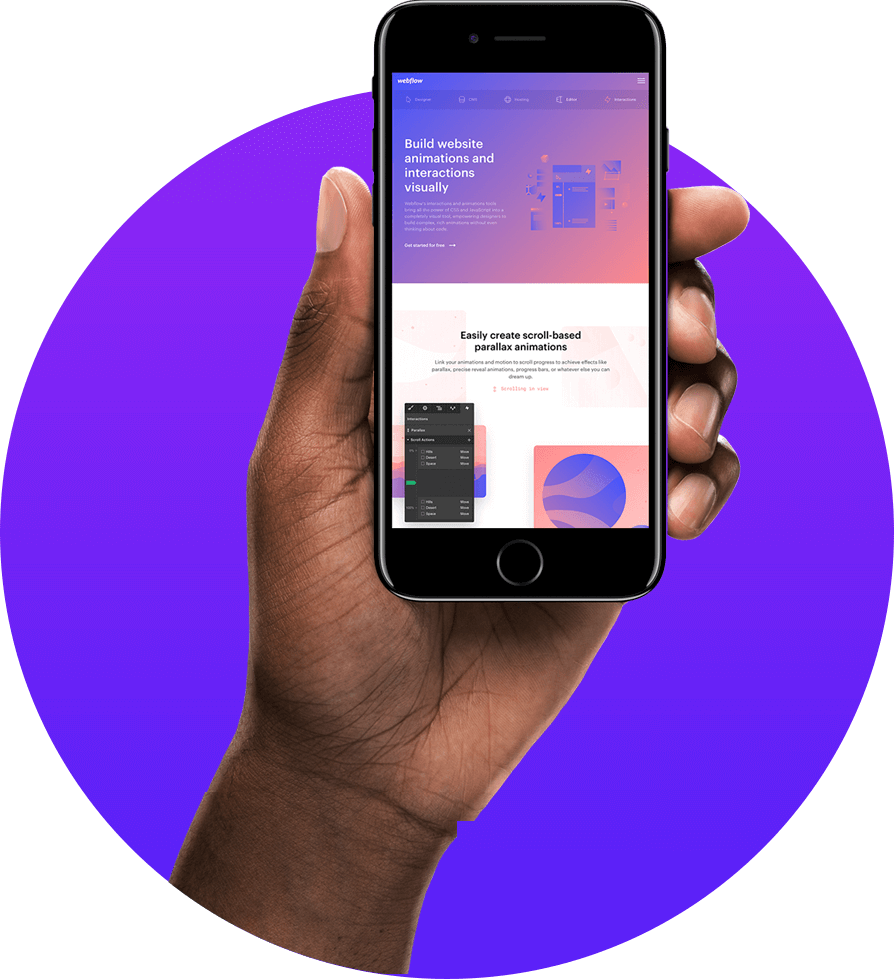 webflow
Designer CMS Hosting Editor Interactions
Build website
animations and
interactions
visually
Webflow's interactions and animations tools
bring all the power of CSS and JavaScript into a
completely visual tool, empowering designers to
build complex, rich animations without even
thinking about code.
Get started for free
Easily create scroll-based
parallax animations
Link your animations and motion to scroll progress to achieve effects like
parallax, precise reveal animations, progress bars, or whatever else you can
dream up.
Scrolling in view
Interactions
Parallax
Scroll Actions
0%
Hills Move
Desert Move
Space Move
Hills Move
100% Desert Move
Space Move